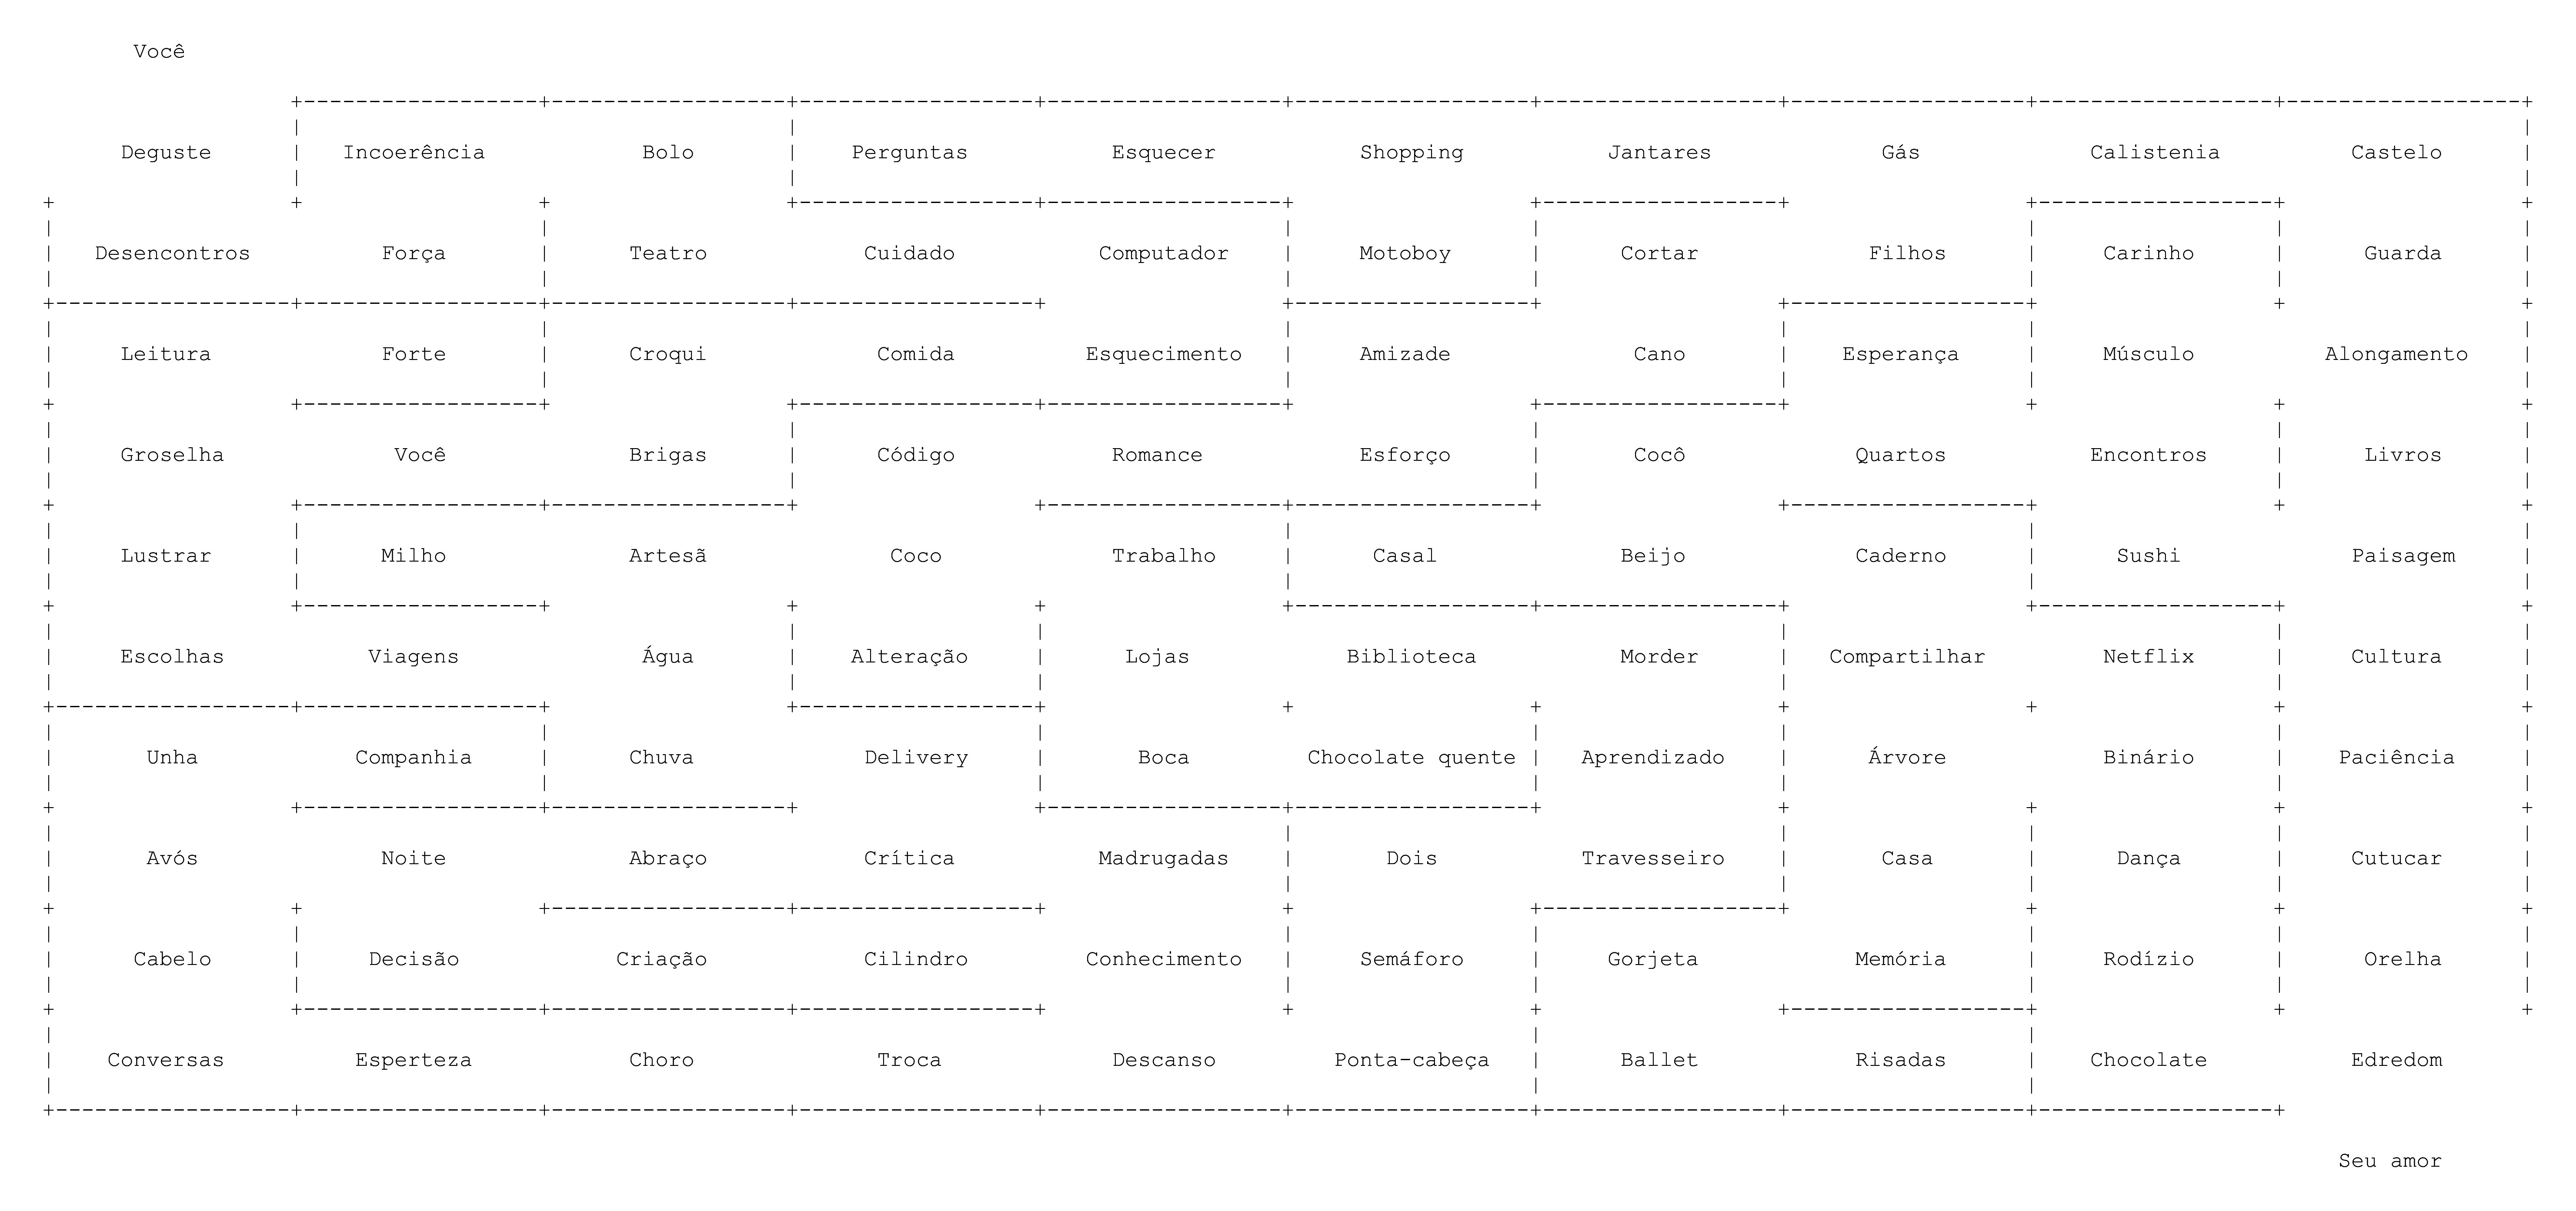 Você
Deguste Incoerência Bolo Perguntas Esquecer Shopping Jantares Gás Calistenia Castelo
Desencontros Força Teatro Cuidado Computador Motoboy Cortar Filhos Carinho Guarda
Leitura Forte Croqui Comida Esquecimento Amizade Cano Esperança Músculo Alongamento
Groselha Você Brigas Código Romance Esforço Cocô Quartos Encontros Livros
Lustrar Milho Artesã Coco Trabalho Casal Beijo Caderno Sushi Paisagem
Escolhas Viagens Água Alteração Lojas Biblioteca Morder Compartilhar Netflix Cultura
Unha Companhia Chuva Delivery Boca Chocolate quente Aprendizado Árvore Binário Paciência
Avós Noite Abraço Crítica Madrugadas Dois Travesseiro Casa Dança Cutucar
Cabelo Decisão Criação Cilindro Conhecimento Semáforo Gorjeta Memória Rodízio Orelha
Conversas Esperteza Choro Troca Descanso Ponta-cabeça Ballet Risadas Chocolate Edredom
Seu amor